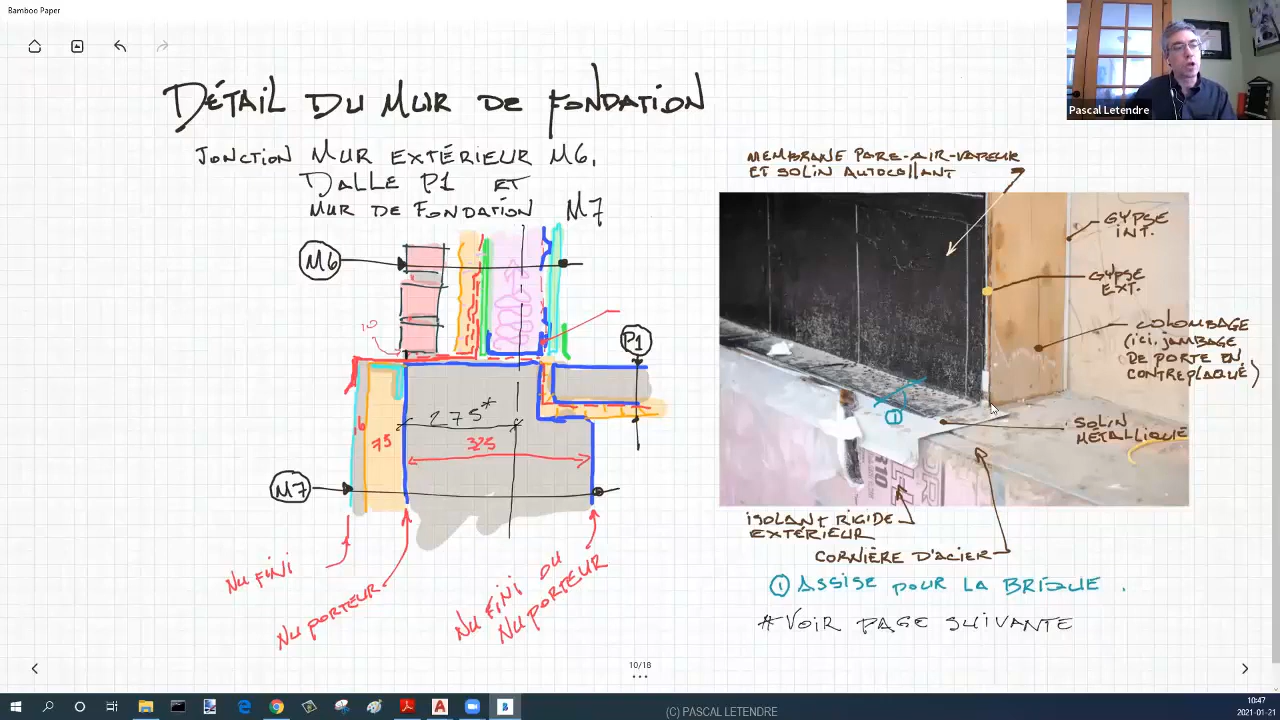 Bamboo Paper
Pascal Letendre
DÉTAIL DU MUR DE FONDATION
JONCTION MUR EXTÉRIEUR M6,
DALLE P1 ET
MUR DE FONDATION M7
M6
10
P1
275*
6
75
325
M7
NU FINI
NU PORTEUR
NU FINI OU
NU PORTEUR
MEMBRANE PARE-AIR-VAPEUR
ET SOLIN AUTOCOLLANT
GYPSE
INT.
GYPSE
EXT.
COLOMBAGE
(ICI, JAMBAGE
DE PORTE EN
CONTREPLAQUÉ)
1
SOLIN
MÉTALLIQUE
R10
ISOLANT RIGIDE
EXTÉRIEUR
CORNIÈRE D'ACIER
1 ASSISE POUR LA BRIQUE.
*VOIR PAGE SUIVANTE
10/18
10:47
2021-01-21
(C) PASCAL LETENDRE